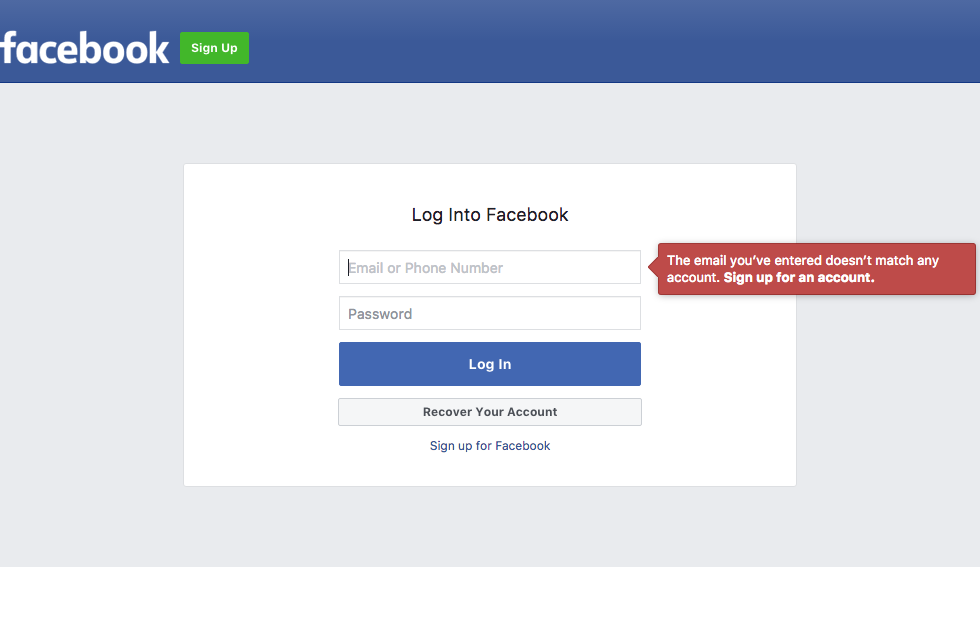 facebook
Sign Up
Log Into Facebook
Email or Phone Number
The email you’ve entered doesn’t match any
account. Sign up for an account.
Password
Log In
Recover Your Account
Sign up for Facebook